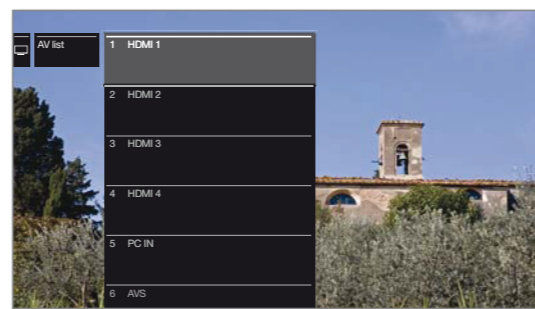 AV list
1 HDMI 1
2 HDMI 2
3 HDMI 3
4 HDMI 4
5 PC IN
6 AVS